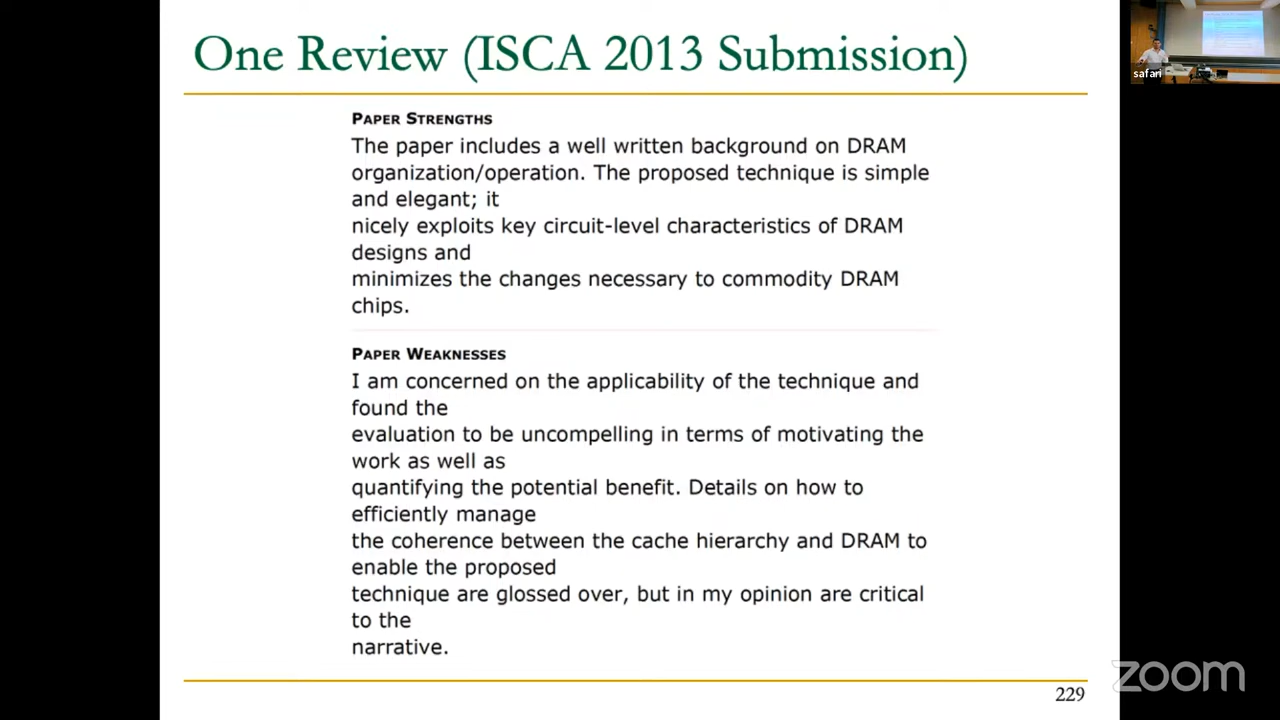 One Review (ISCA 2013 Submission)
PAPER STRENGTHS
The paper includes a well written background on DRAM
organization/operation. The proposed technique is simple
and elegant; it
nicely exploits key circuit-level characteristics of DRAM
designs and
minimizes the changes necessary to commodity DRAM
chips.
PAPER WEAKNESSES
I am concerned on the applicability of the technique and
found the
evaluation to be uncompelling in terms of motivating the
work as well as
quantifying the potential benefit. Details on how to
efficiently manage
the coherence between the cache hierarchy and DRAM to
enable the proposed
technique are glossed over, but in my opinion are critical
to the
narrative.
229
safari
zoom